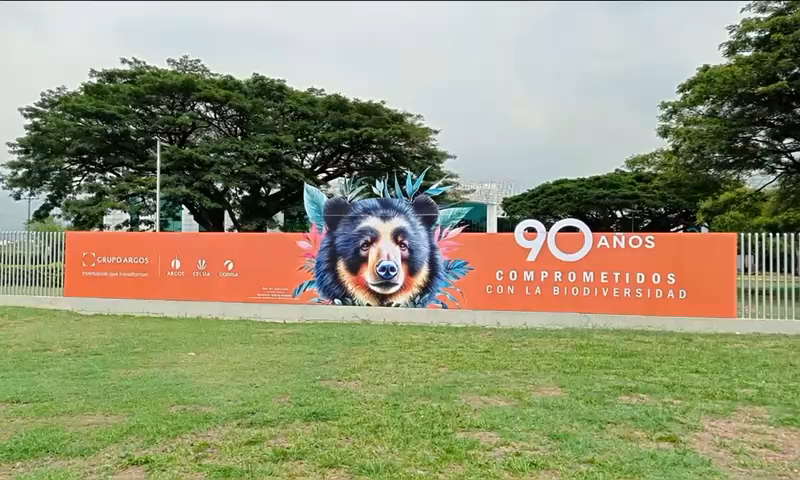 GRUPO ARGOS
Inversiones que transforman
ARGOS CELSIA ODINSA
90 AÑOS
COMPROMETIDOS
CON LA BIODIVERSIDAD